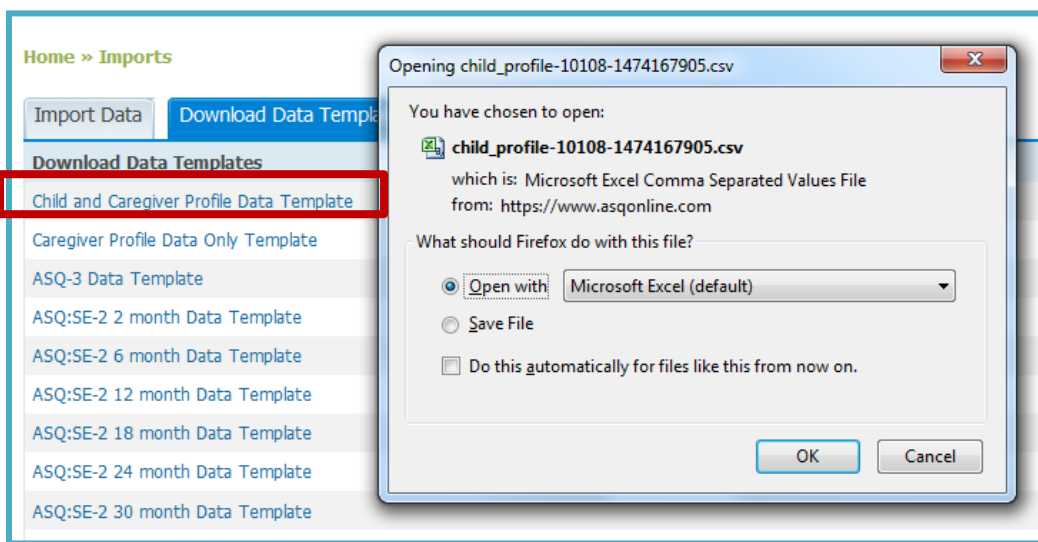 Home » Imports
Import Data
Download Data Templa
Download Data Templates
Child and Caregiver Profile Data Template
Caregiver Profile Data Only Template
ASQ-3 Data Template
ASQ:SE-2 2 month Data Template
ASQ:SE-2 6 month Data Template
ASQ:SE-2 12 month Data Template
ASQ:SE-2 18 month Data Template
ASQ:SE-2 24 month Data Template
ASQ:SE-2 30 month Data Template
Opening child_profile-10108-1474167905.csv
You have chosen to open:
child_profile-10108-1474167905.csv
which is: Microsoft Excel Comma Separated Values File
from: https://www.asqonline.com
What should Firefox do with this file?
Open with Microsoft Excel (default)
Save File
Do this automatically for files like this from now on.
OK Cancel